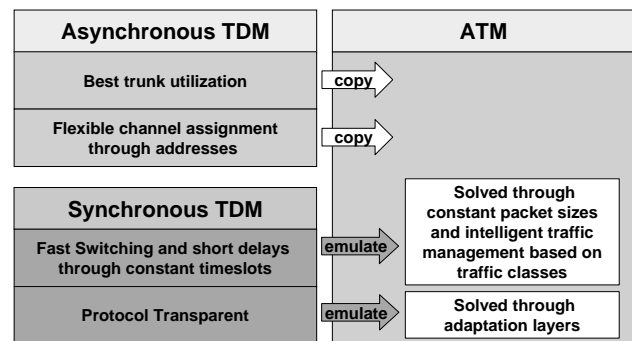 Asynchronous TDM
ATM
Best trunk utilization
copy
Flexible channel assignment
through addresses
copy
Synchronous TDM
Fast Switching and short delays
through constant timeslots
emulate
Solved through
constant packet sizes
and intelligent traffic
management based on
traffic classes
Protocol Transparent
emulate
Solved through
adaptation layers